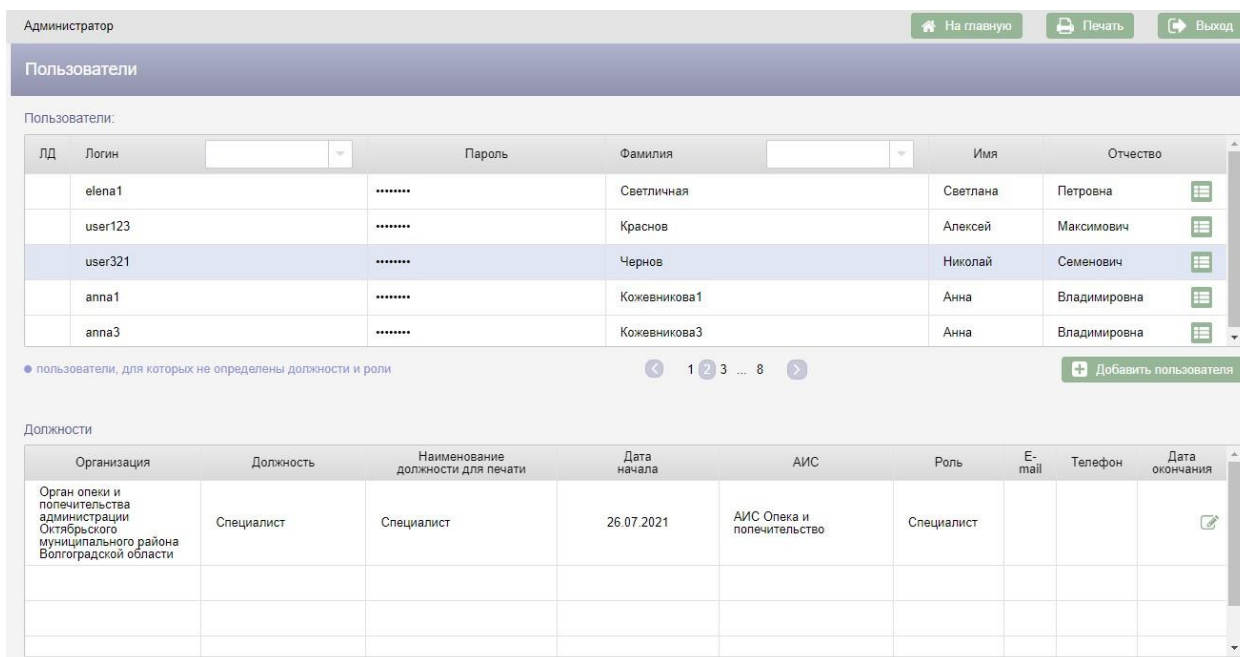 Администратор
На главную
Печать
Выход
Пользователи
Пользователи:
ЛД Логин Пароль Фамилия Имя Отчество
elena1 •••••••• Светличная Светлана Петровна
user123 •••••••• Краснов Алексей Максимович
user321 •••••••• Чернов Николай Семенович
anna1 •••••••• Кожевникова1 Анна Владимировна
anna3 •••••••• Кожевникова3 Анна Владимировна
пользователи, для которых не определены должности и роли
1 2 3 ... 8
Добавить пользователя
Должности
Организация
Должность
Наименование
должности для печати
Дата
начала
АИС
Роль
E-
mail
Телефон
Дата
окончания
Орган опеки и
попечительства
администрации
Октябрьского
муниципального района
Волгоградской области
Специалист
Специалист
26.07.2021
АИС Опека и
попечительство
Специалист